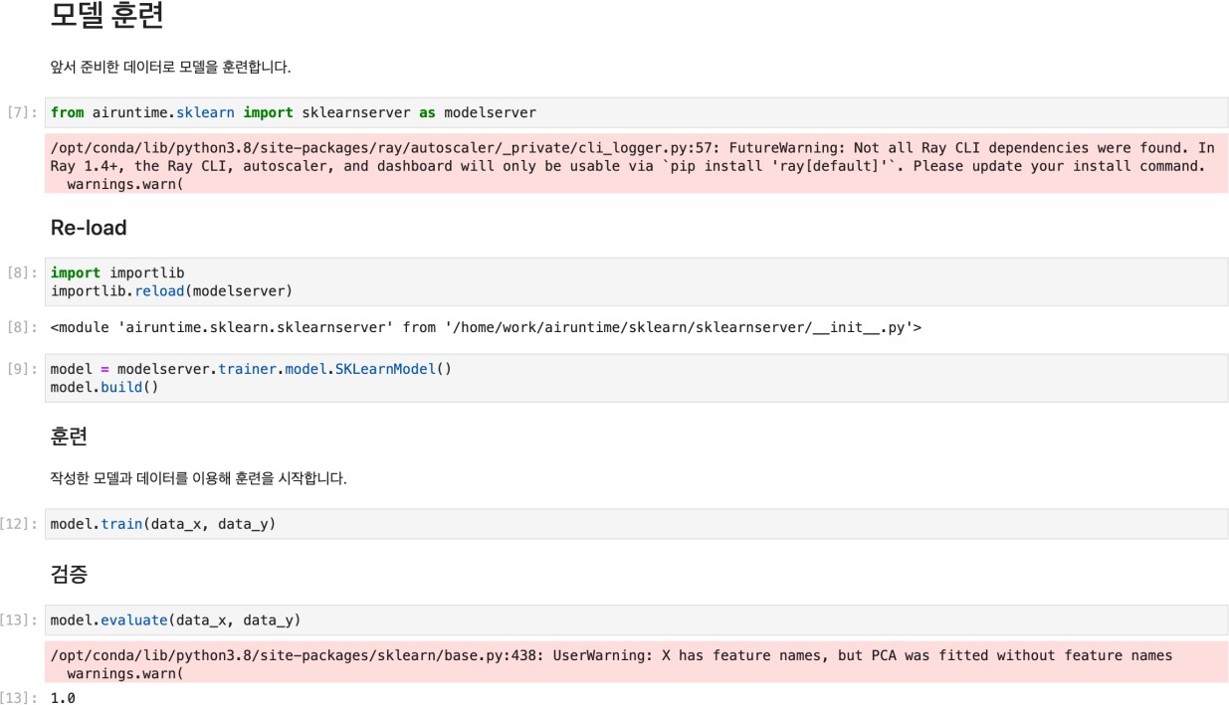 모델 훈련
앞서 준비한 데이터로 모델을 훈련합니다.
[7]: from airuntime.sklearn import sklearnserver as modelserver
/opt/conda/lib/python3.8/site-packages/ray/autoscaler/_private/cli_logger.py:57: FutureWarning: Not all Ray CLI dependencies were found. In
Ray 1.4+, the Ray CLI, autoscaler, and dashboard will only be usable via `pip install 'ray[default]'`. Please update your install command.
  warnings.warn(
Re-load
[8]: import importlib
importlib.reload(modelserver)
[8]: <module 'airuntime.sklearn.sklearnserver' from '/home/work/airuntime/sklearn/sklearnserver/__init__.py'>
[9]: model = modelserver.trainer.model.SKLearnModel()
model.build()
훈련
작성한 모델과 데이터를 이용해 훈련을 시작합니다.
[12]: model.train(data_x, data_y)
검증
[13]: model.evaluate(data_x, data_y)
/opt/conda/lib/python3.8/site-packages/sklearn/base.py:438: UserWarning: X has feature names, but PCA was fitted without feature names
  warnings.warn(
[13]: 1.0